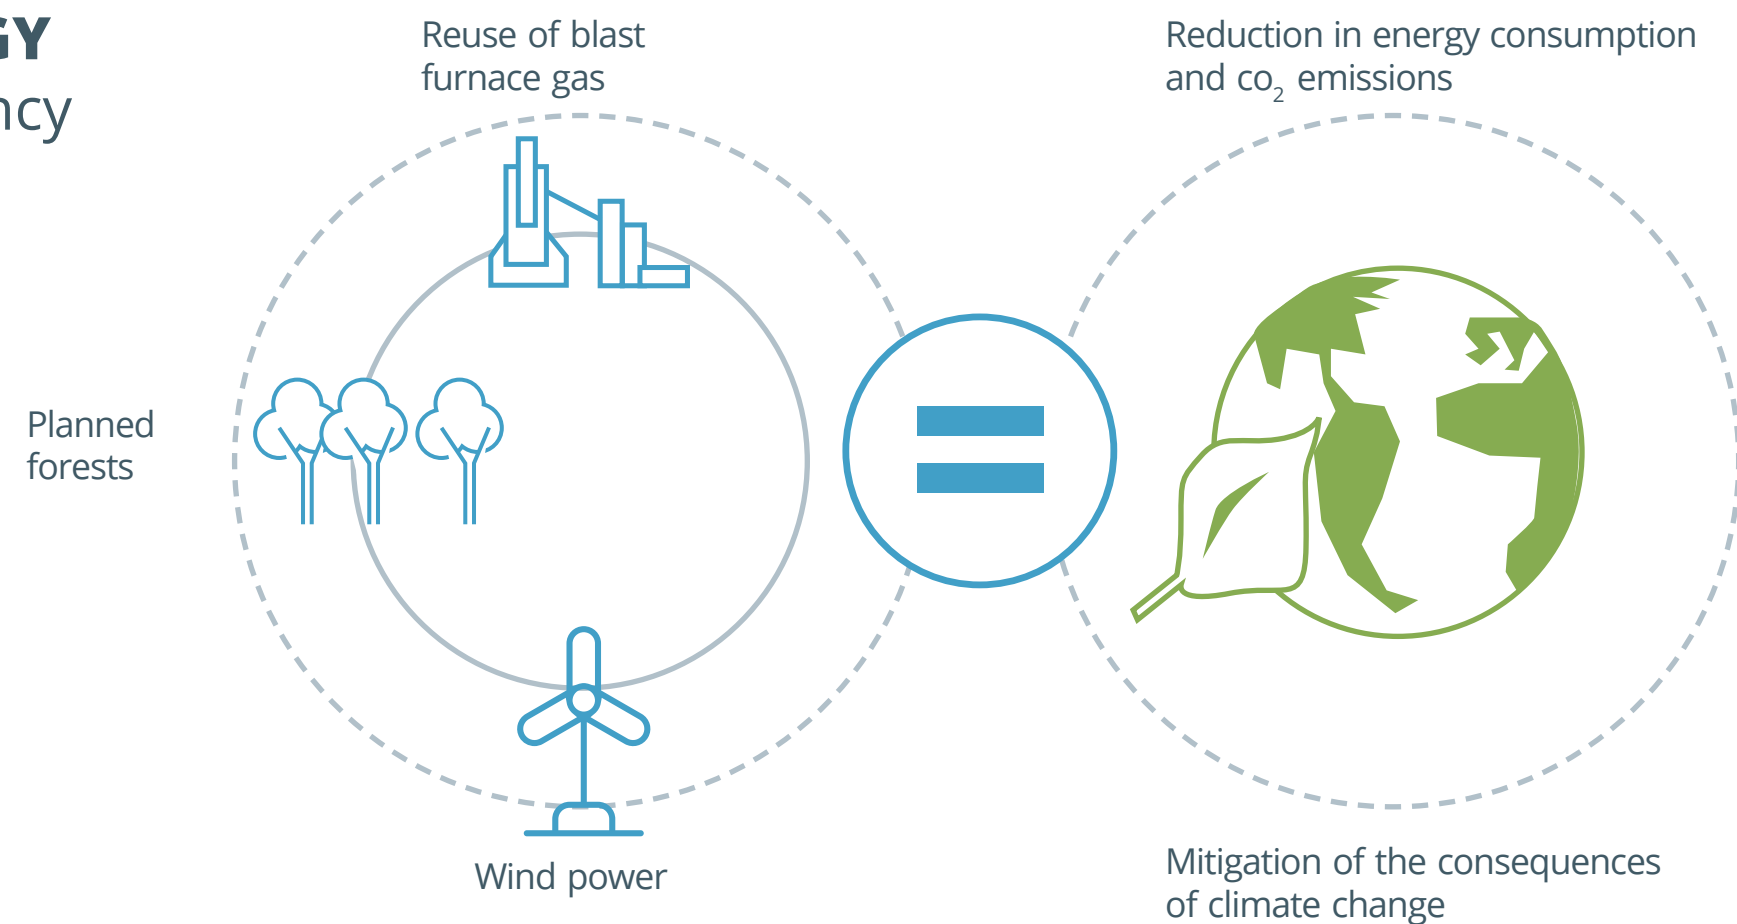 GY
ncy
Reuse of blast
furnace gas
Reduction in energy consumption
and co₂ emissions
Planned
forests
Wind power
Mitigation of the consequences
of climate change